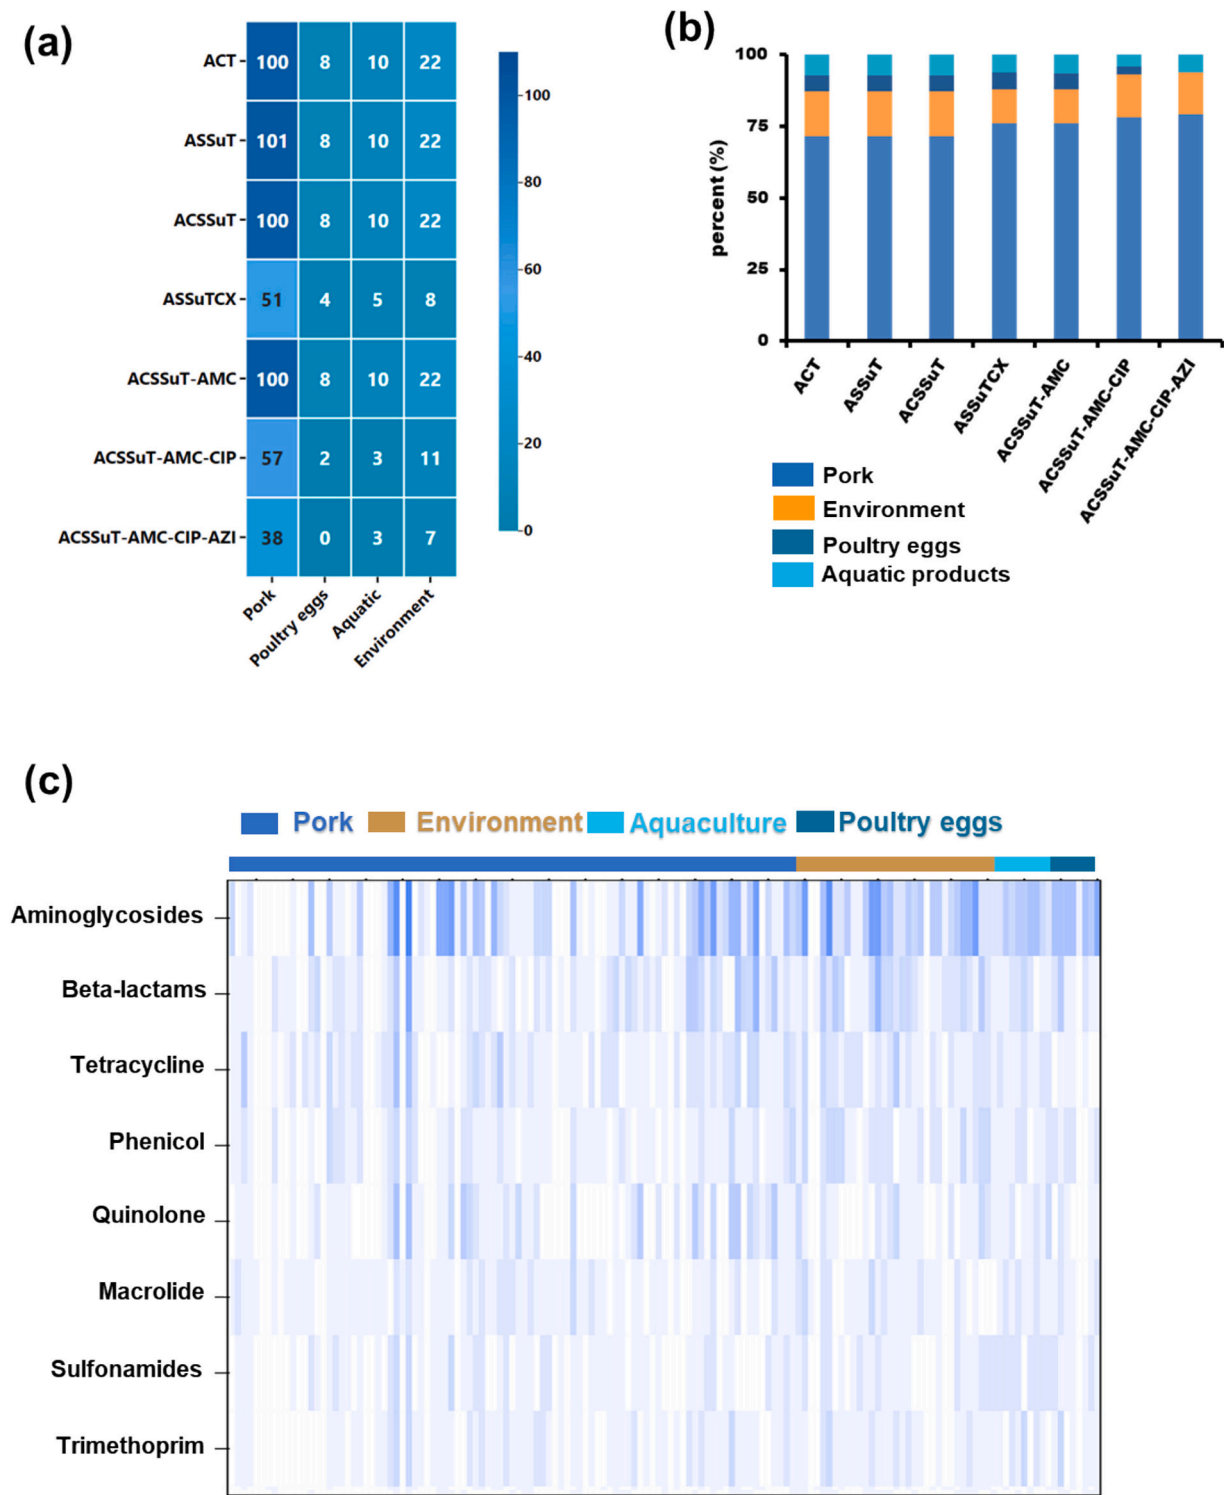 (a)
ACT 100 8 10 22
ASSuT 101 8 10 22
ACSSuT 100 8 10 22
ASSuTCX 51 4 5 8
ACSSuT-AMC 100 8 10 22
ACSSuT-AMC-CIP 57 2 3 11
ACSSuT-AMC-CIP-AZI 38 0 3 7
Pork Poultry eggs Aquatic Environment
100
80
60
40
20
0
(b)
percent (%)
100
75
50
25
0
ACT ASSuT ACSSuT ASSuTCX ACSSuT-AMC ACSSuT-AMC-CIP ACSSuT-AMC-CIP-AZI
Pork
Environment
Poultry eggs
Aquatic products
(c)
Pork Environment Aquaculture Poultry eggs
Aminoglycosides
Beta-lactams
Tetracycline
Phenicol
Quinolone
Macrolide
Sulfonamides
Trimethoprim